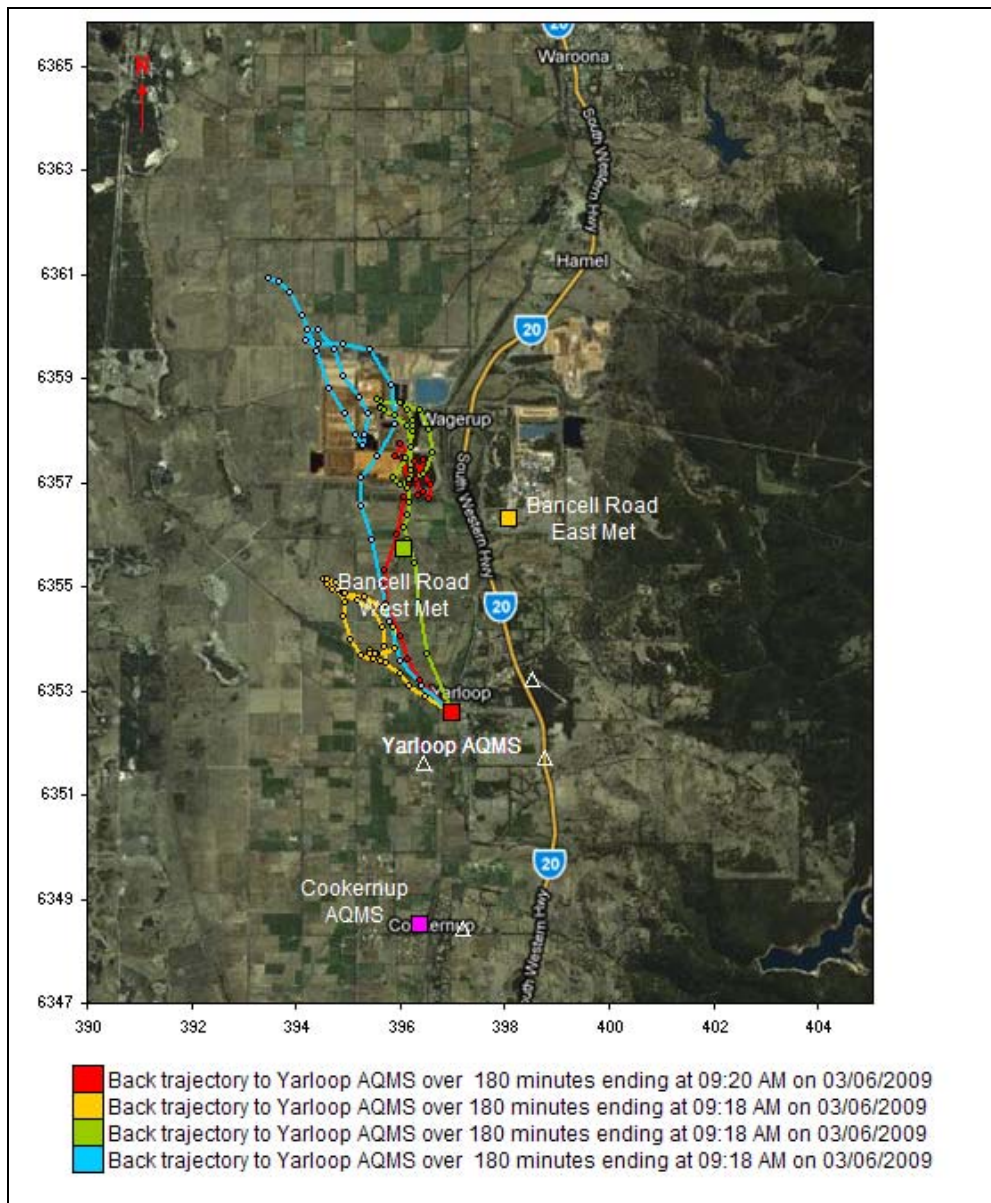 20
Waroona
6365
N
South Western Hwy
6363
6361
Hamel
20
6359
Wagerup
South Western Hwy
6357
Bancell Road
East Met
6355
Bancell Road
West Met
20
6353
Yarloop
Yarloop AQMS
6351
20
6349
Cookernup
AQMS
South Western Hwy
6347
390
394
396
398
400
402
404
Back trajectory to Yarloop AQMS over 180 minutes ending at 09:20 AM on 03/06/2009
Back trajectory to Yarloop AQMS over 180 minutes ending at 09:18 AM on 03/06/2009
Back trajectory to Yarloop AQMS over 180 minutes ending at 09:18 AM on 03/06/2009
Back trajectory to Yarloop AQMS over 180 minutes ending at 09:18 AM on 03/06/2009